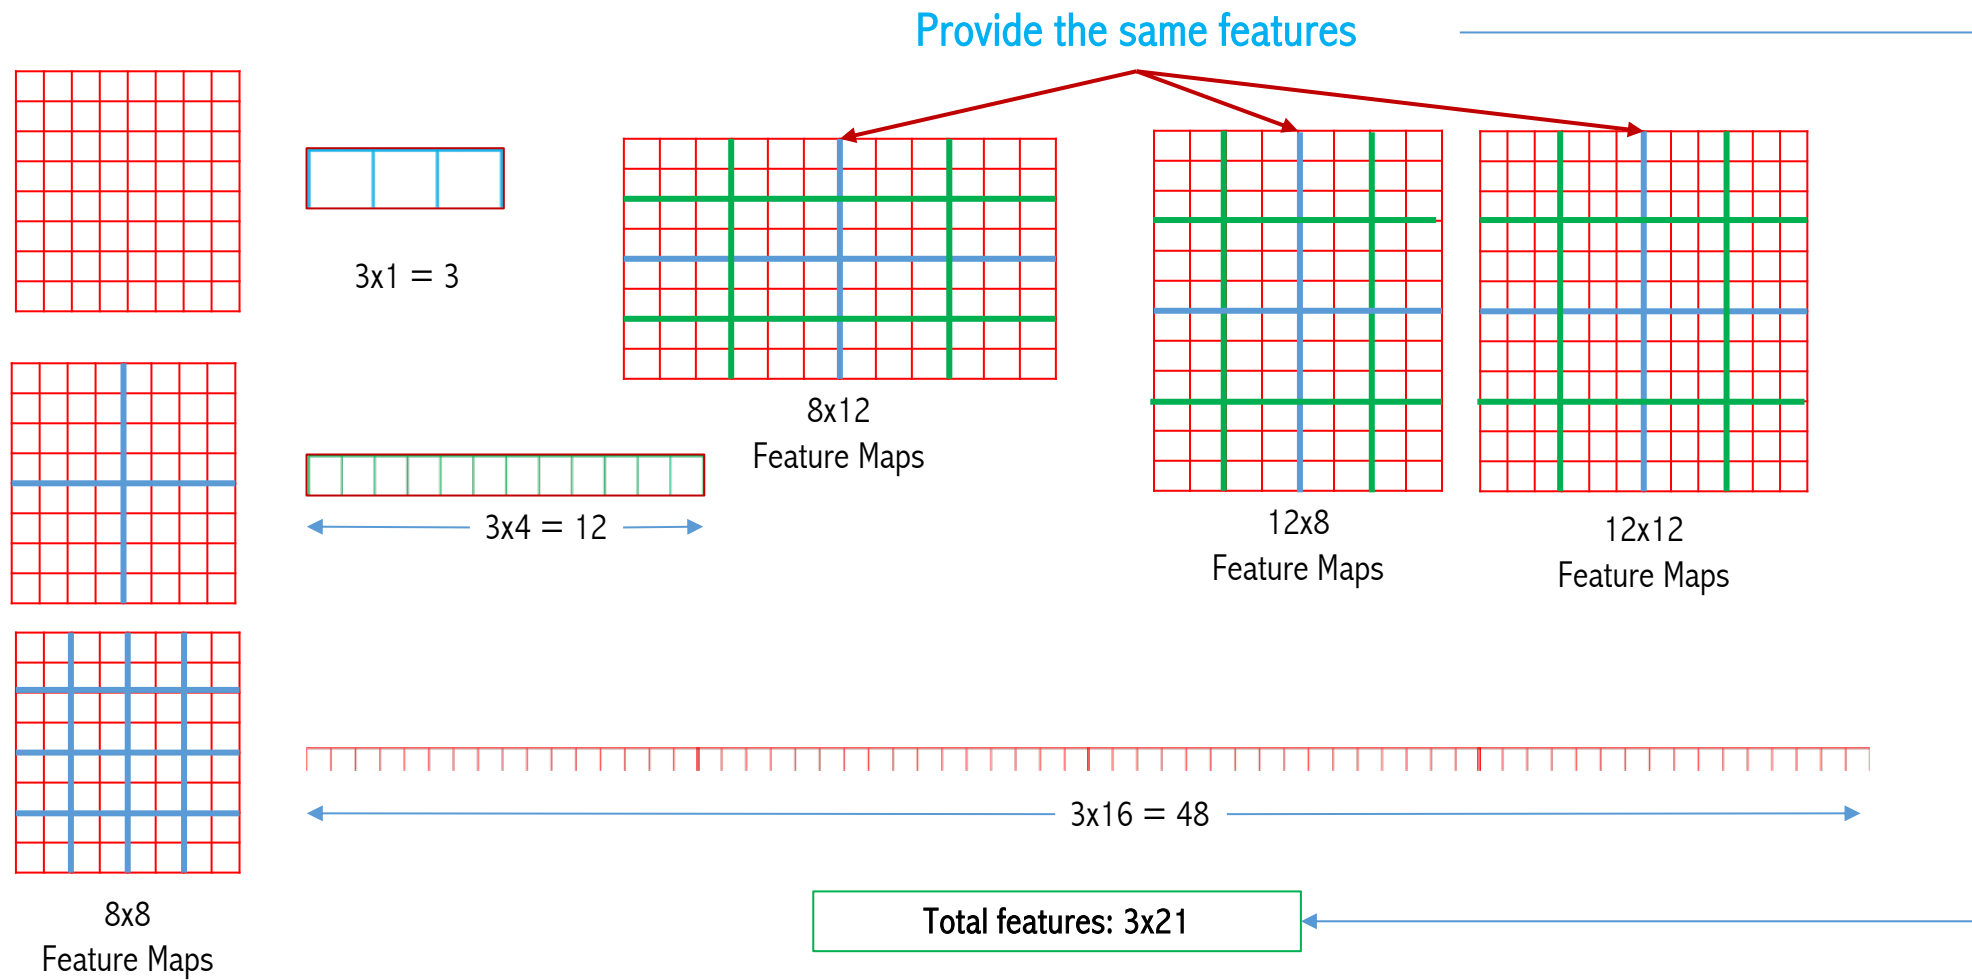 Provide the same features
3x1 = 3
8x12
Feature Maps
3x4 = 12
12x8
Feature Maps
12x12
Feature Maps
3x16 = 48
8x8
Feature Maps
Total features: 3x21